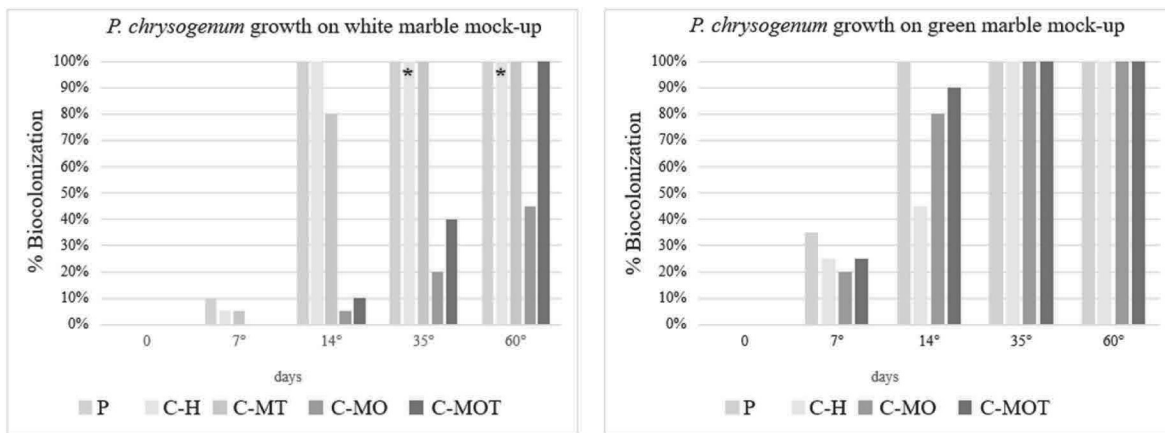 P. chrysogenum growth on white marble mock-up
% Biocolonization
100%
90%
80%
70%
60%
50%
40%
30%
20%
10%
0%
* *
0 7° 14° 35° 60°
days
P C-H C-MT C-MO C-MOT
P. chrysogenum growth on green marble mock-up
% Biocolonization
100%
90%
80%
70%
60%
50%
40%
30%
20%
10%
0%
0 7° 14° 35° 60°
days
P C-H C-MO C-MOT